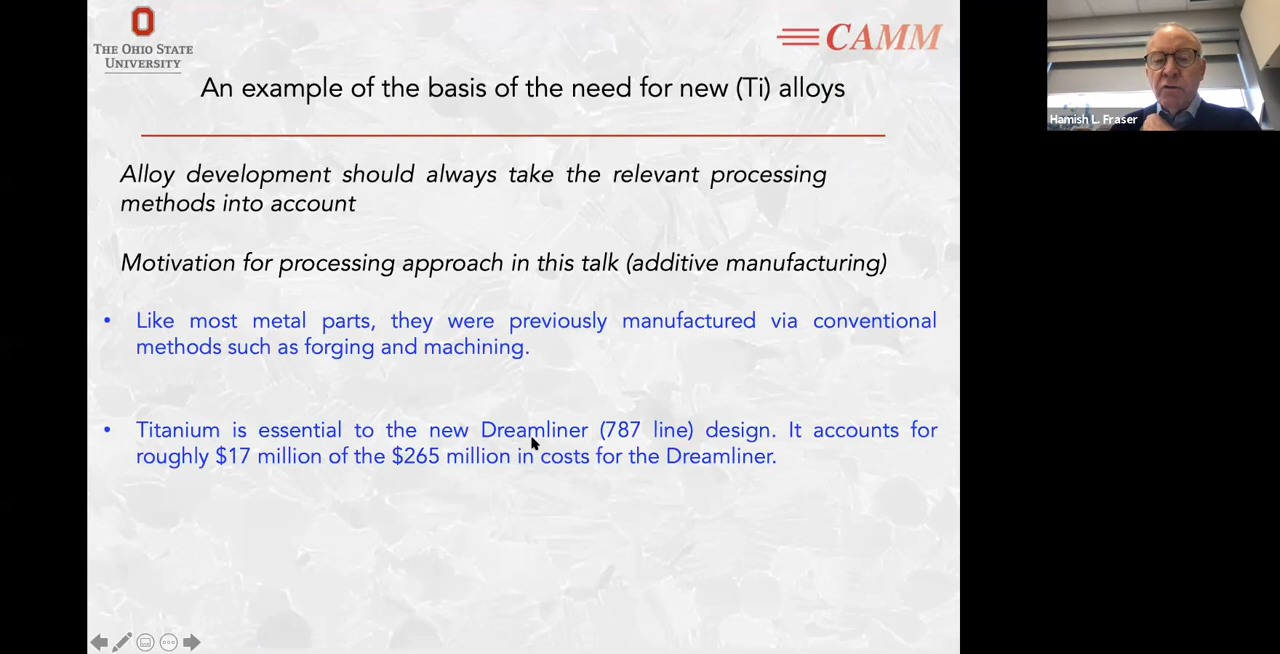 THE OHIO STATE
UNIVERSITY
CAMM
An example of the basis of the need for new (Ti) alloys
Alloy development should always take the relevant processing
methods into account
Motivation for processing approach in this talk (additive manufacturing)
• Like most metal parts, they were previously manufactured via conventional
methods such as forging and machining.
• Titanium is essential to the new Dreamliner (787 line) design. It accounts for
roughly $17 million of the $265 million in costs for the Dreamliner.
Hamish L. Fraser